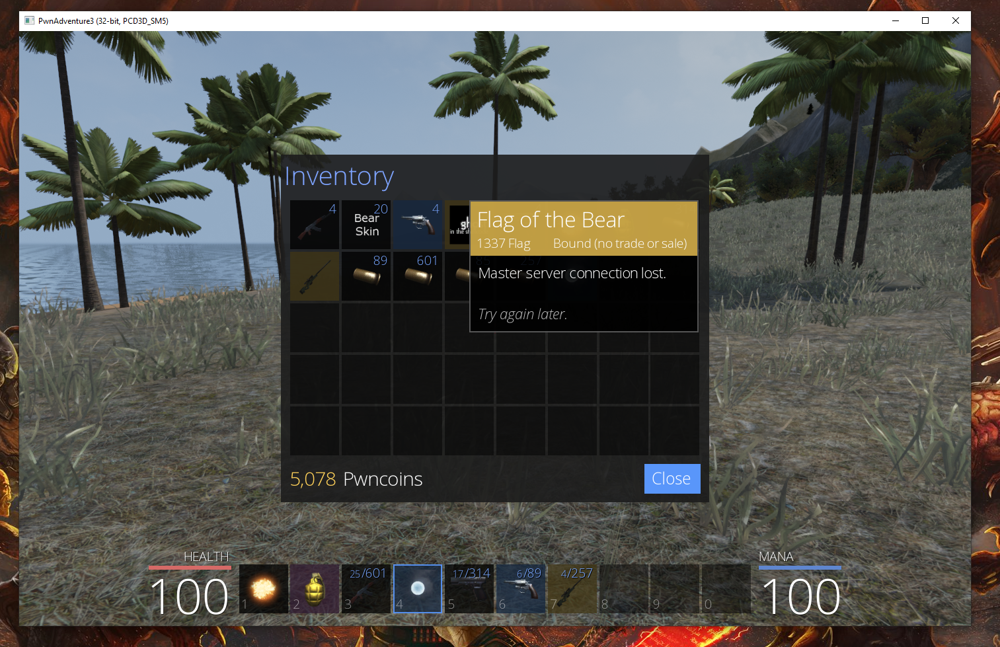 PwnAdventure3 (32-bit, PCD3D_SM5)
Inventory
4
20
Bear
Skin
4
gh
in the sh
Flag of the Bear
1337 Flag
Bound (no trade or sale)
89
601
85
257
Master server connection lost.
Try again later.
5,078 Pwncoins
Close
HEALTH
100
1
2
25/601
3
4
17/314
5
6/89
6
4/257
7
8
9
0
MANA
100